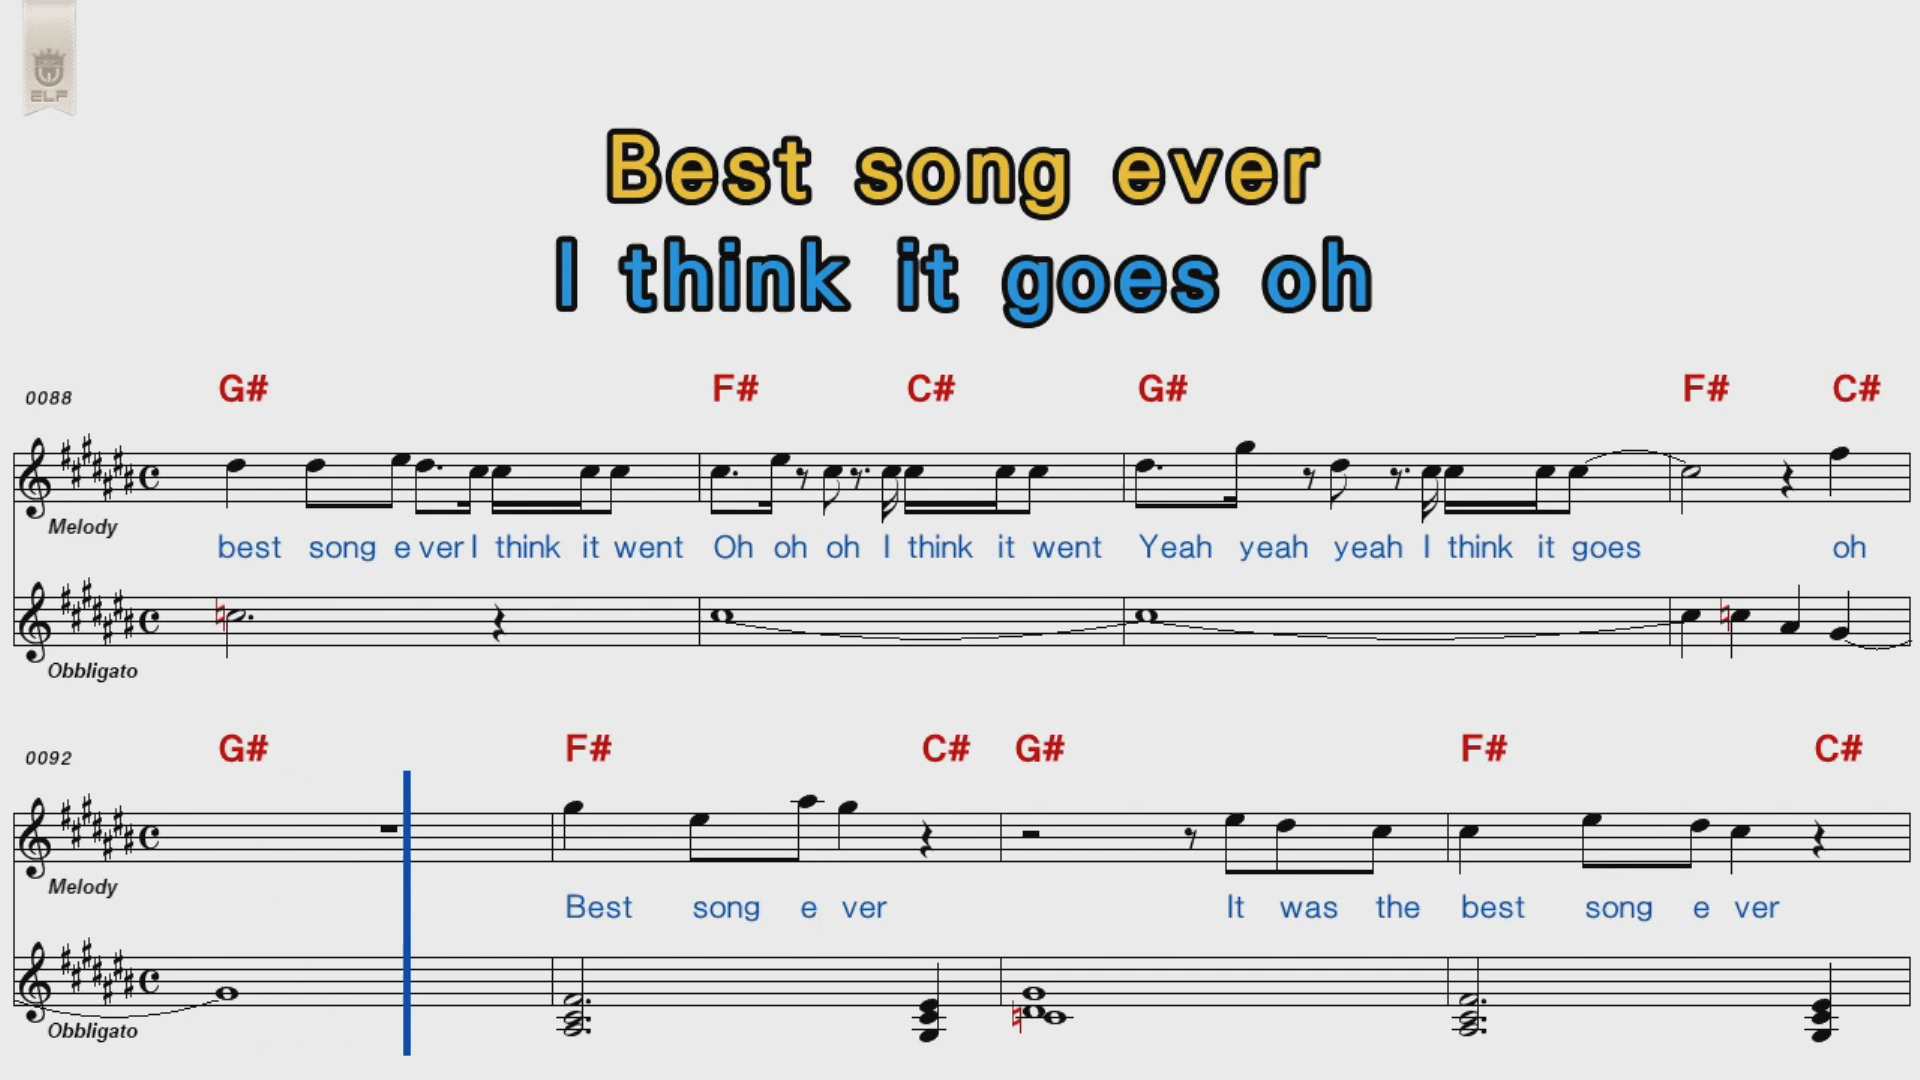 ELF
Best song ever
I think it goes oh
0088 G# F# C# G# F# C#
Melody
best song e ver I think it went Oh oh oh I think it went Yeah yeah yeah I think it goes oh
Obbligato
0092 G# F# C# G# F# C#
Melody
Best song e ver It was the best song e ver
Obbligato